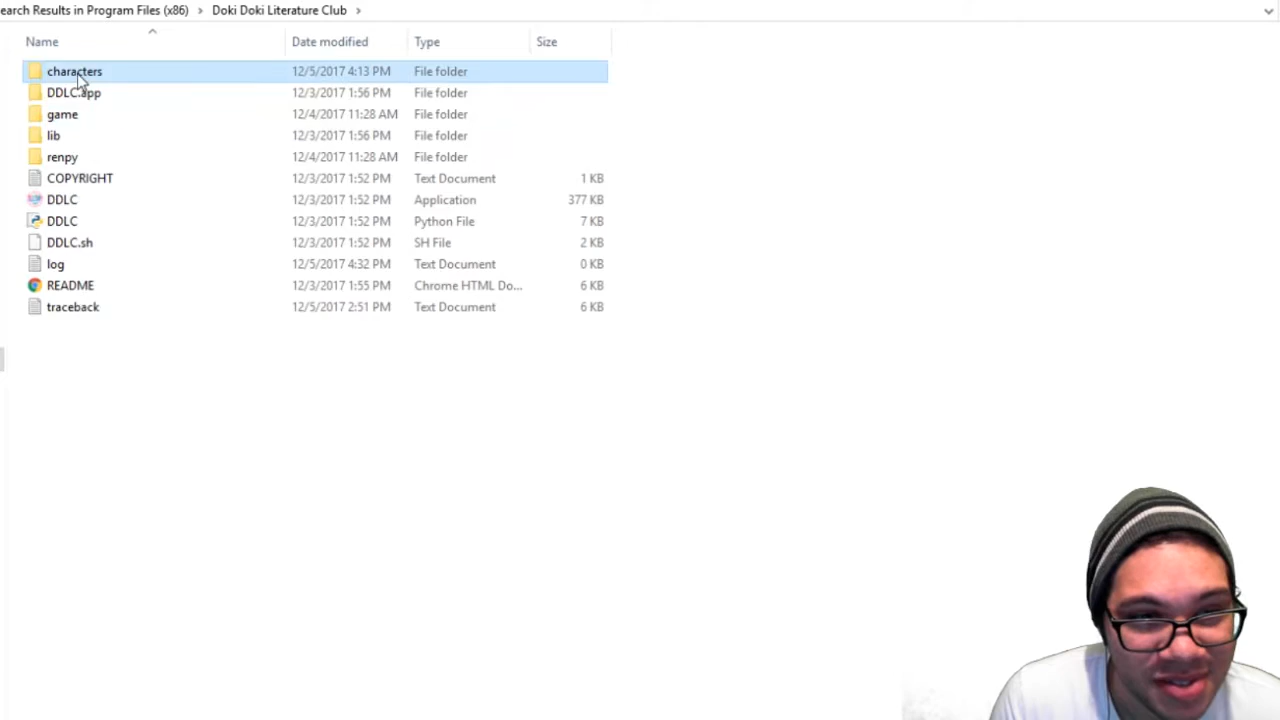 earch Results in Program Files (x86) > Doki Doki Literature Club >
Name Date modified Type Size
characters 12/5/2017 4:13 PM File folder
DDLC.app 12/3/2017 1:56 PM File folder
game 12/4/2017 11:28 AM File folder
lib 12/3/2017 1:56 PM File folder
renpy 12/4/2017 11:28 AM File folder
COPYRIGHT 12/3/2017 1:52 PM Text Document 1 KB
DDLC 12/3/2017 1:52 PM Application 377 KB
DDLC 12/3/2017 1:52 PM Python File 7 KB
DDLC.sh 12/3/2017 1:52 PM SH File 2 KB
log 12/5/2017 4:32 PM Text Document 0 KB
README 12/3/2017 1:55 PM Chrome HTML Do... 6 KB
traceback 12/5/2017 2:51 PM Text Document 6 KB